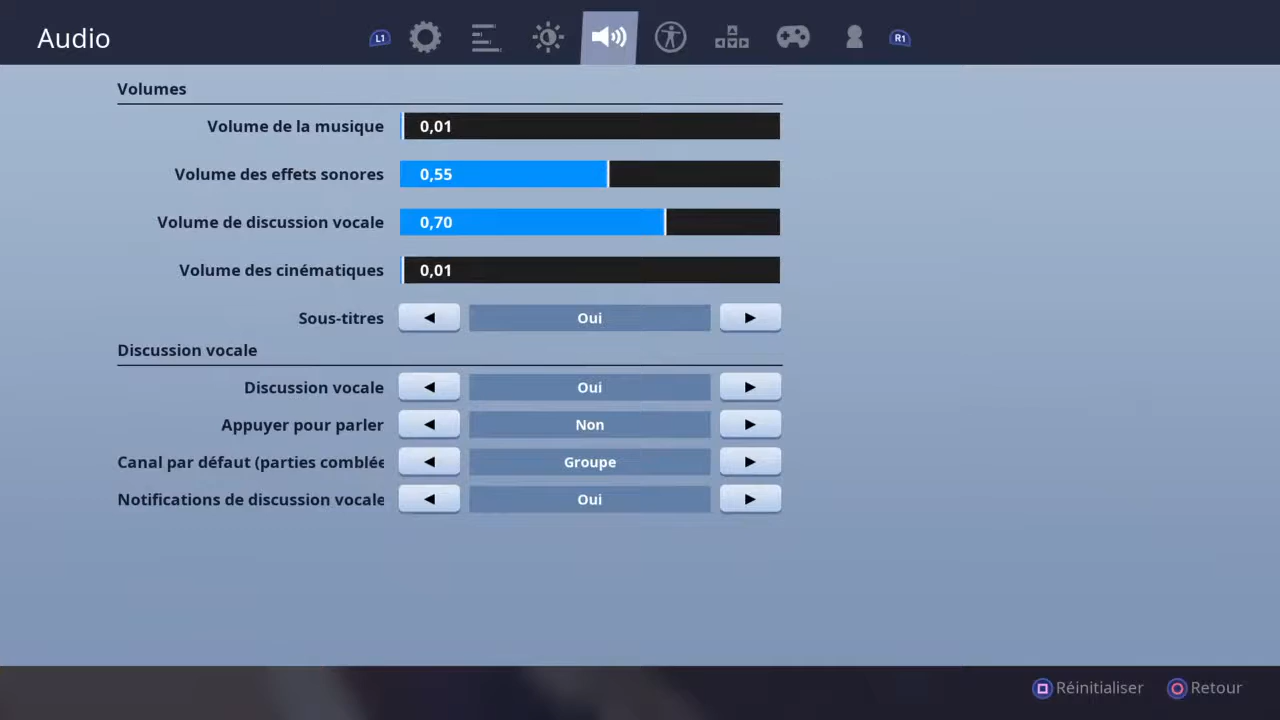 Audio
L1
R1
Volumes
Volume de la musique 0,01
Volume des effets sonores 0,55
Volume de discussion vocale 0,70
Volume des cinématiques 0,01
Sous-titres Oui
Discussion vocale
Discussion vocale Oui
Appuyer pour parler Non
Canal par défaut (parties comblée Groupe
Notifications de discussion vocale Oui
Réinitialiser Retour